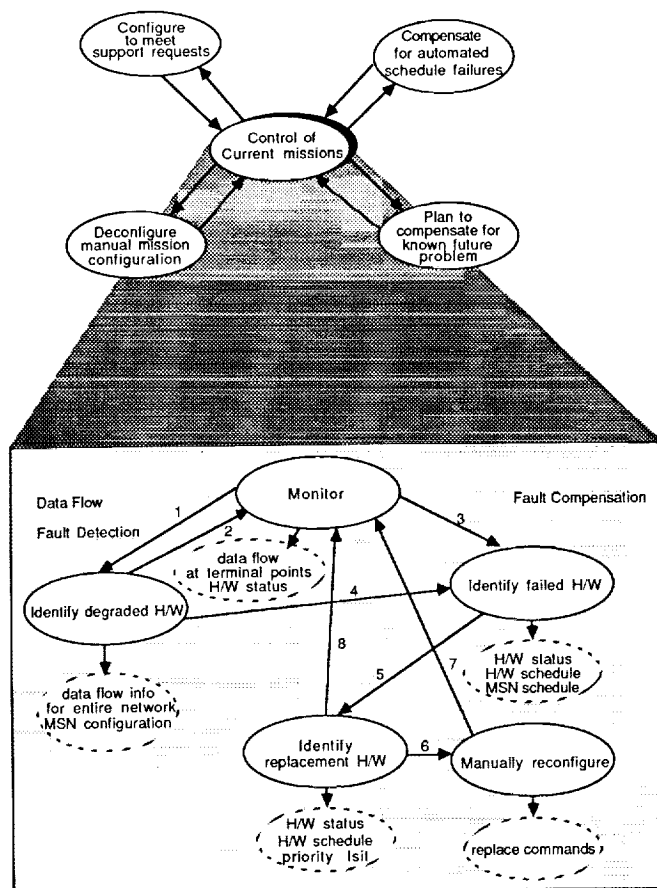 Configure
to meet
support requests
Compensate
for automated
schedule failures
Control of
Current missions
Deconfigure
manual mission
configuration
Plan to
compensate for
known future
problem
Data Flow
Fault Detection
1
2
Monitor
3
Fault Compensation
data flow
at terminal points
H/W status
Identify degraded H/W
4
Identify failed H/W
data flow info
for entire network
MSN configuration
8
5
7
H/W status
H/W schedule
MSN schedule
Identify
replacement H/W
6
Manually reconfigure
H/W status
H/W schedule
priority lsil
replace commands